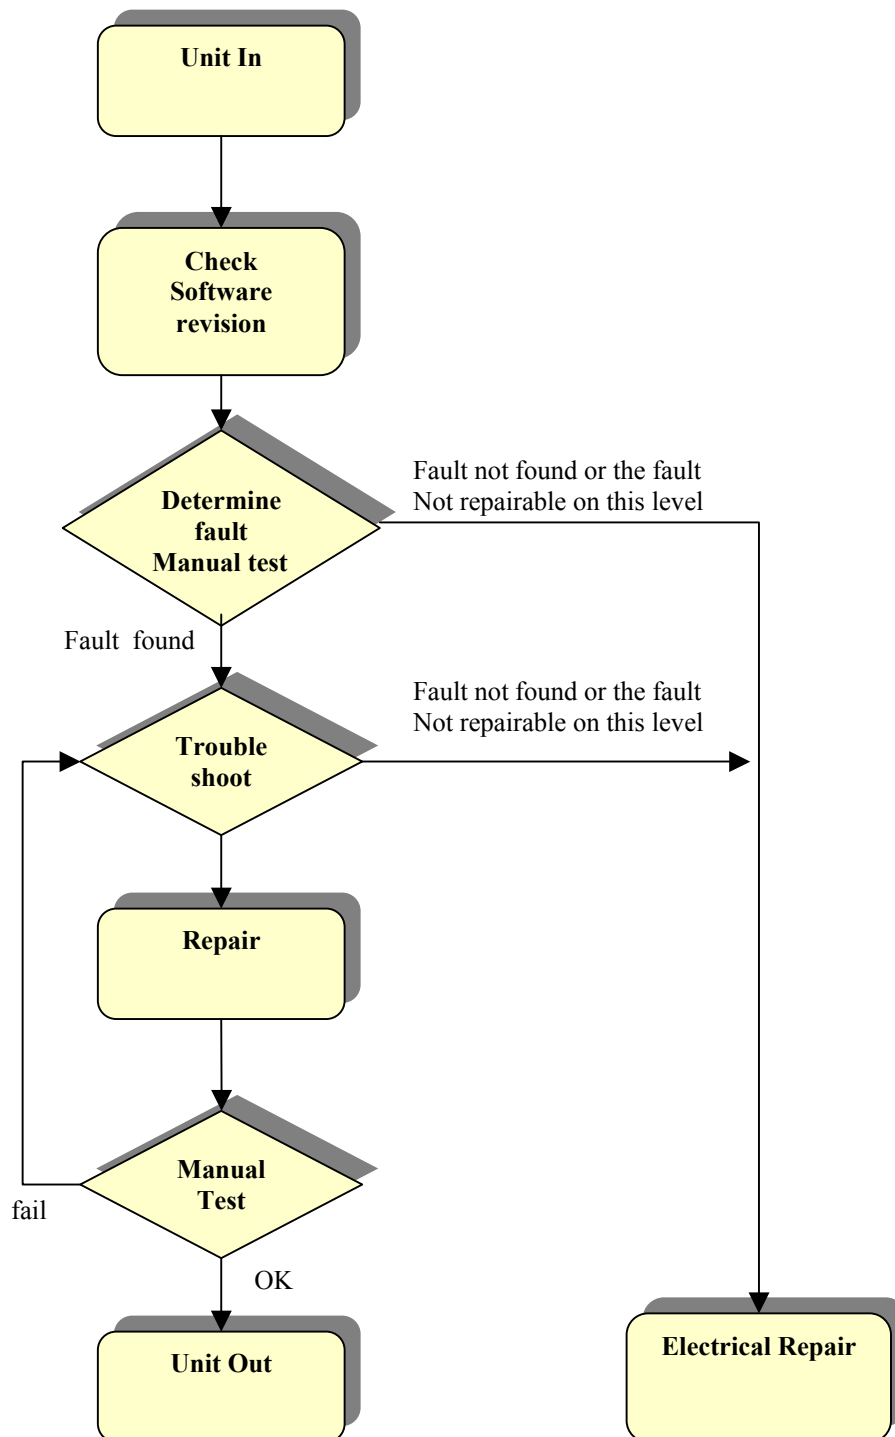 Unit In
Check
Software
revision
Determine
fault
Manual test
Fault not found or the fault
Not repairable on this level
Fault  found
Trouble
shoot
Fault not found or the fault
Not repairable on this level
Repair
Manual
Test
fail
OK
Unit Out
Electrical Repair